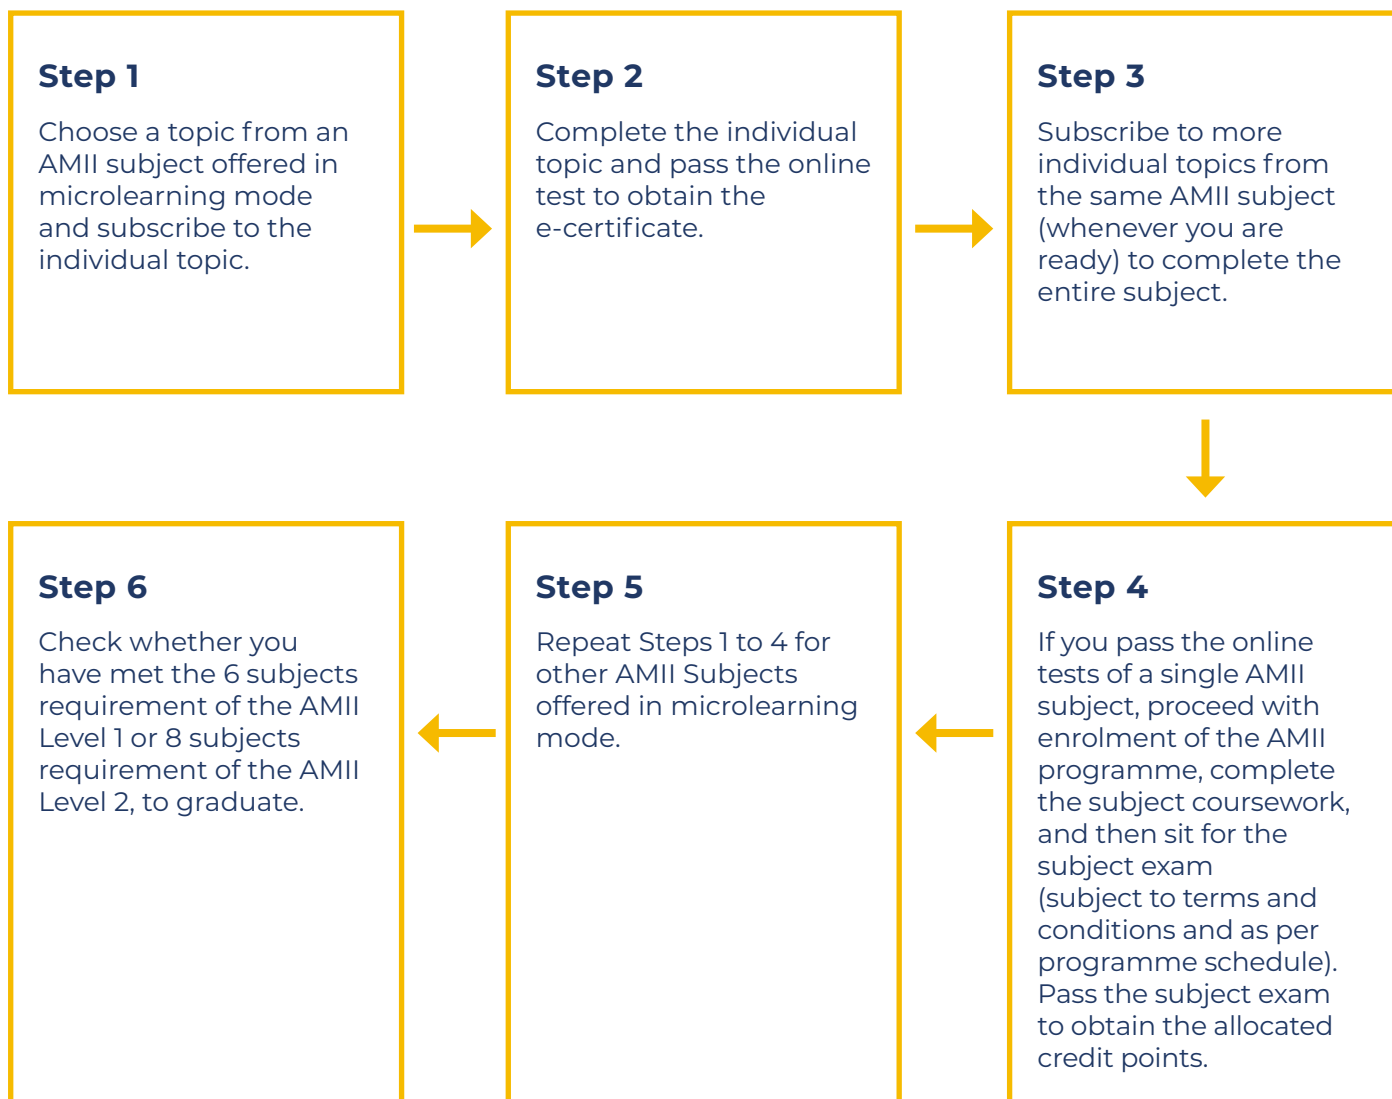 Step 1
Choose a topic from an
AMII subject offered in
microlearning mode
and subscribe to the
individual topic.
Step 2
Complete the individual
topic and pass the online
test to obtain the
e-certificate.
Step 3
Subscribe to more
individual topics from
the same AMII subject
(whenever you are
ready) to complete the
entire subject.
Step 4
If you pass the online
tests of a single AMII
subject, proceed with
enrolment of the AMII
programme, complete
the subject coursework,
and then sit for the
subject exam
(subject to terms and
conditions and as per
programme schedule).
Pass the subject exam
to obtain the allocated
credit points.
Step 5
Repeat Steps 1 to 4 for
other AMII Subjects
offered in microlearning
mode.
Step 6
Check whether you
have met the 6 subjects
requirement of the AMII
Level 1 or 8 subjects
requirement of the AMII
Level 2, to graduate.